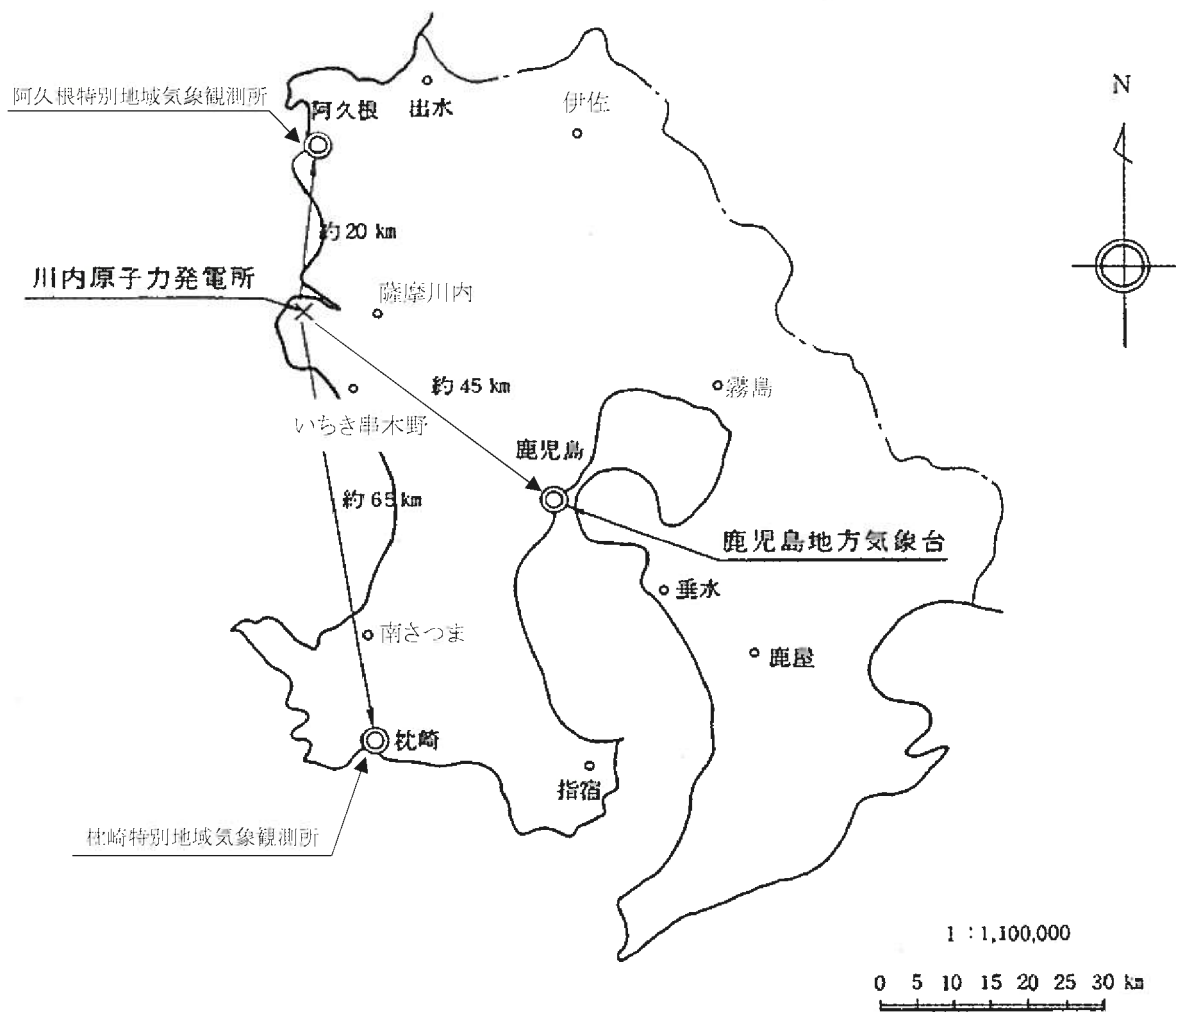 N
阿久根特別地域気象観測所
阿久根
出水
伊佐
約20 km
川内原子力発電所
薩摩川内
約45 km
霧島
いちき串木野
鹿児島
約65 km
鹿児島地方気象台
垂水
南さつま
鹿屋
枕崎
指宿
枕崎特別地域気象観測所
1 : 1,100,000
0 5 10 15 20 25 30 km